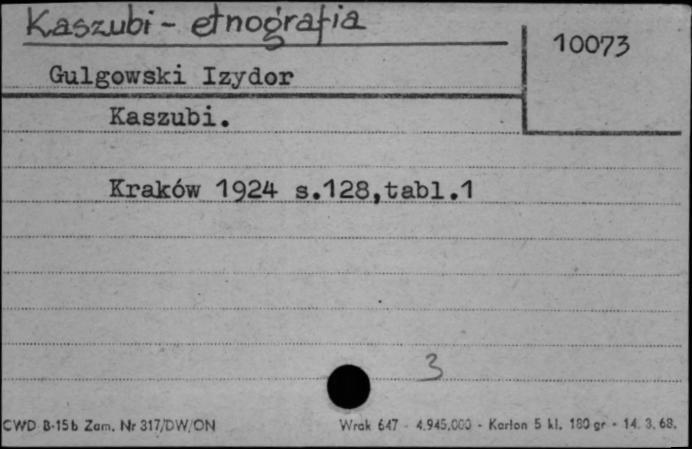 Kaszubi - etnografia
10073
Gulgowski Izydor
Kaszubi.
Kraków 1924 s.128,tabl.1
3
CWD B-15b Zam. Nr 317/DW/ON
Wrak 647 - 4.945.000 - Karton 5 kl. 180 gr - 14. 3. 68.